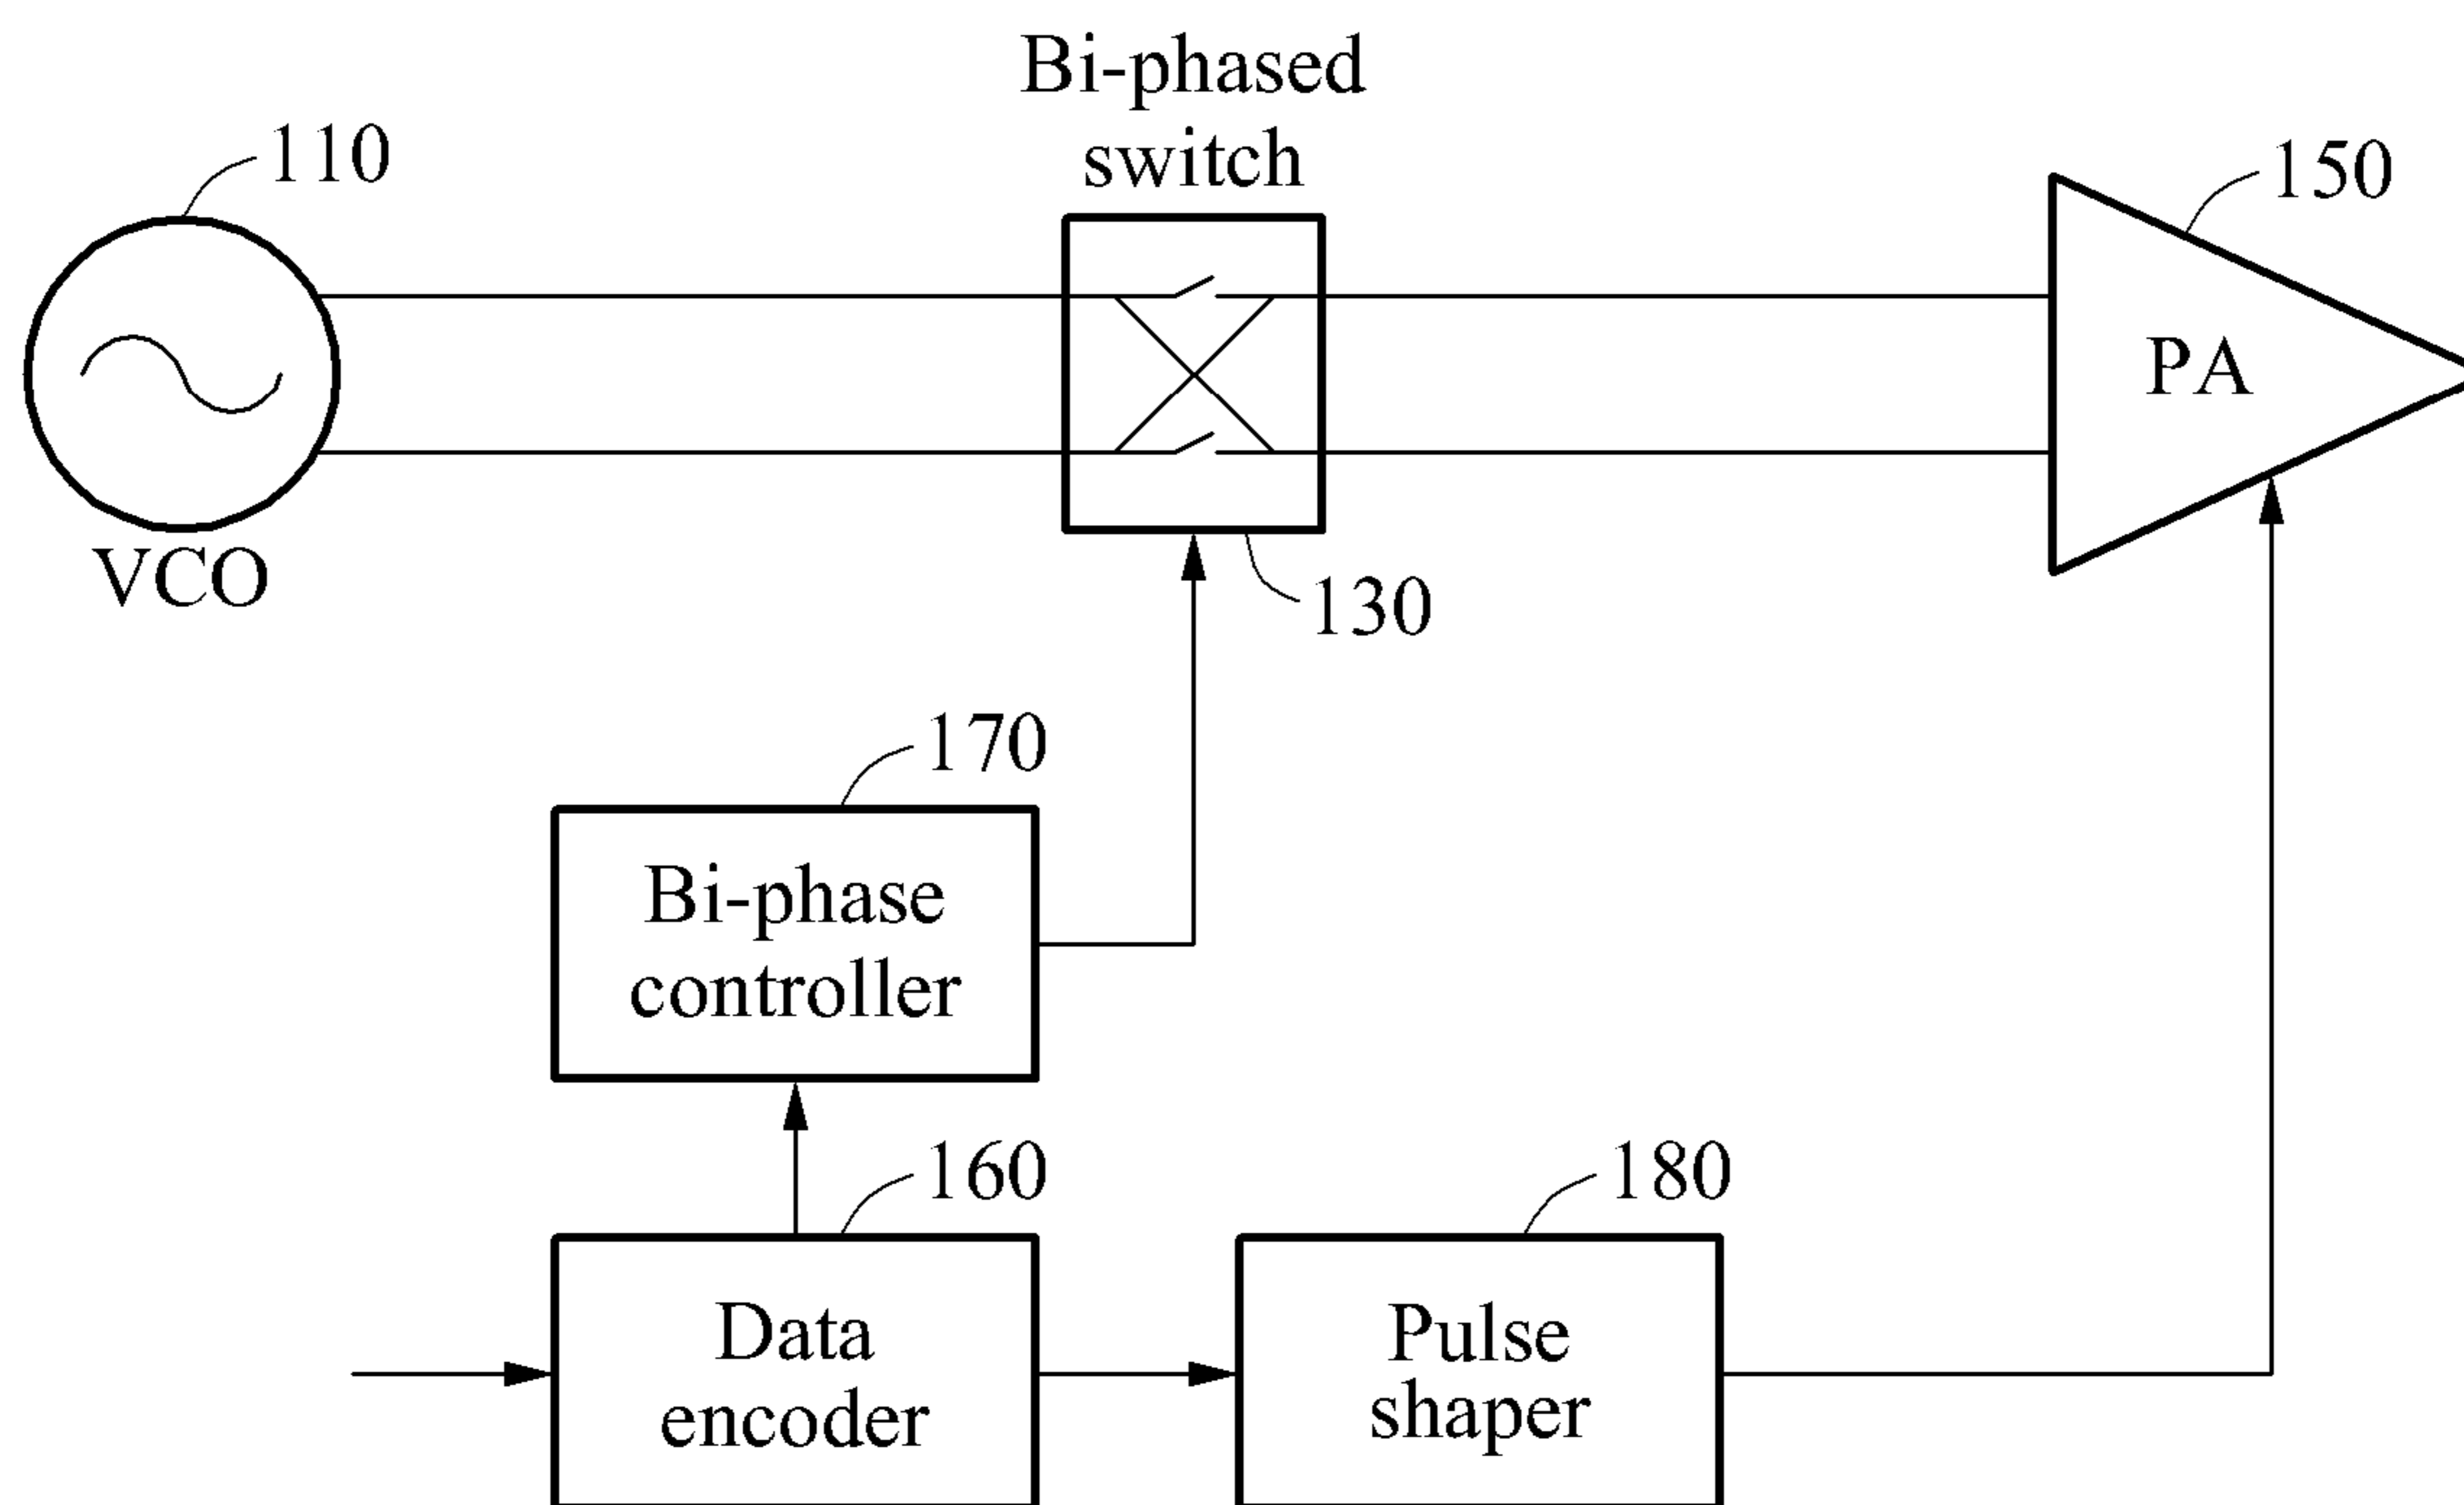 Bi-phased
switch
110
150
PA
VCO
130
170
Bi-phase
controller
160
180
Data
encoder
Pulse
shaper